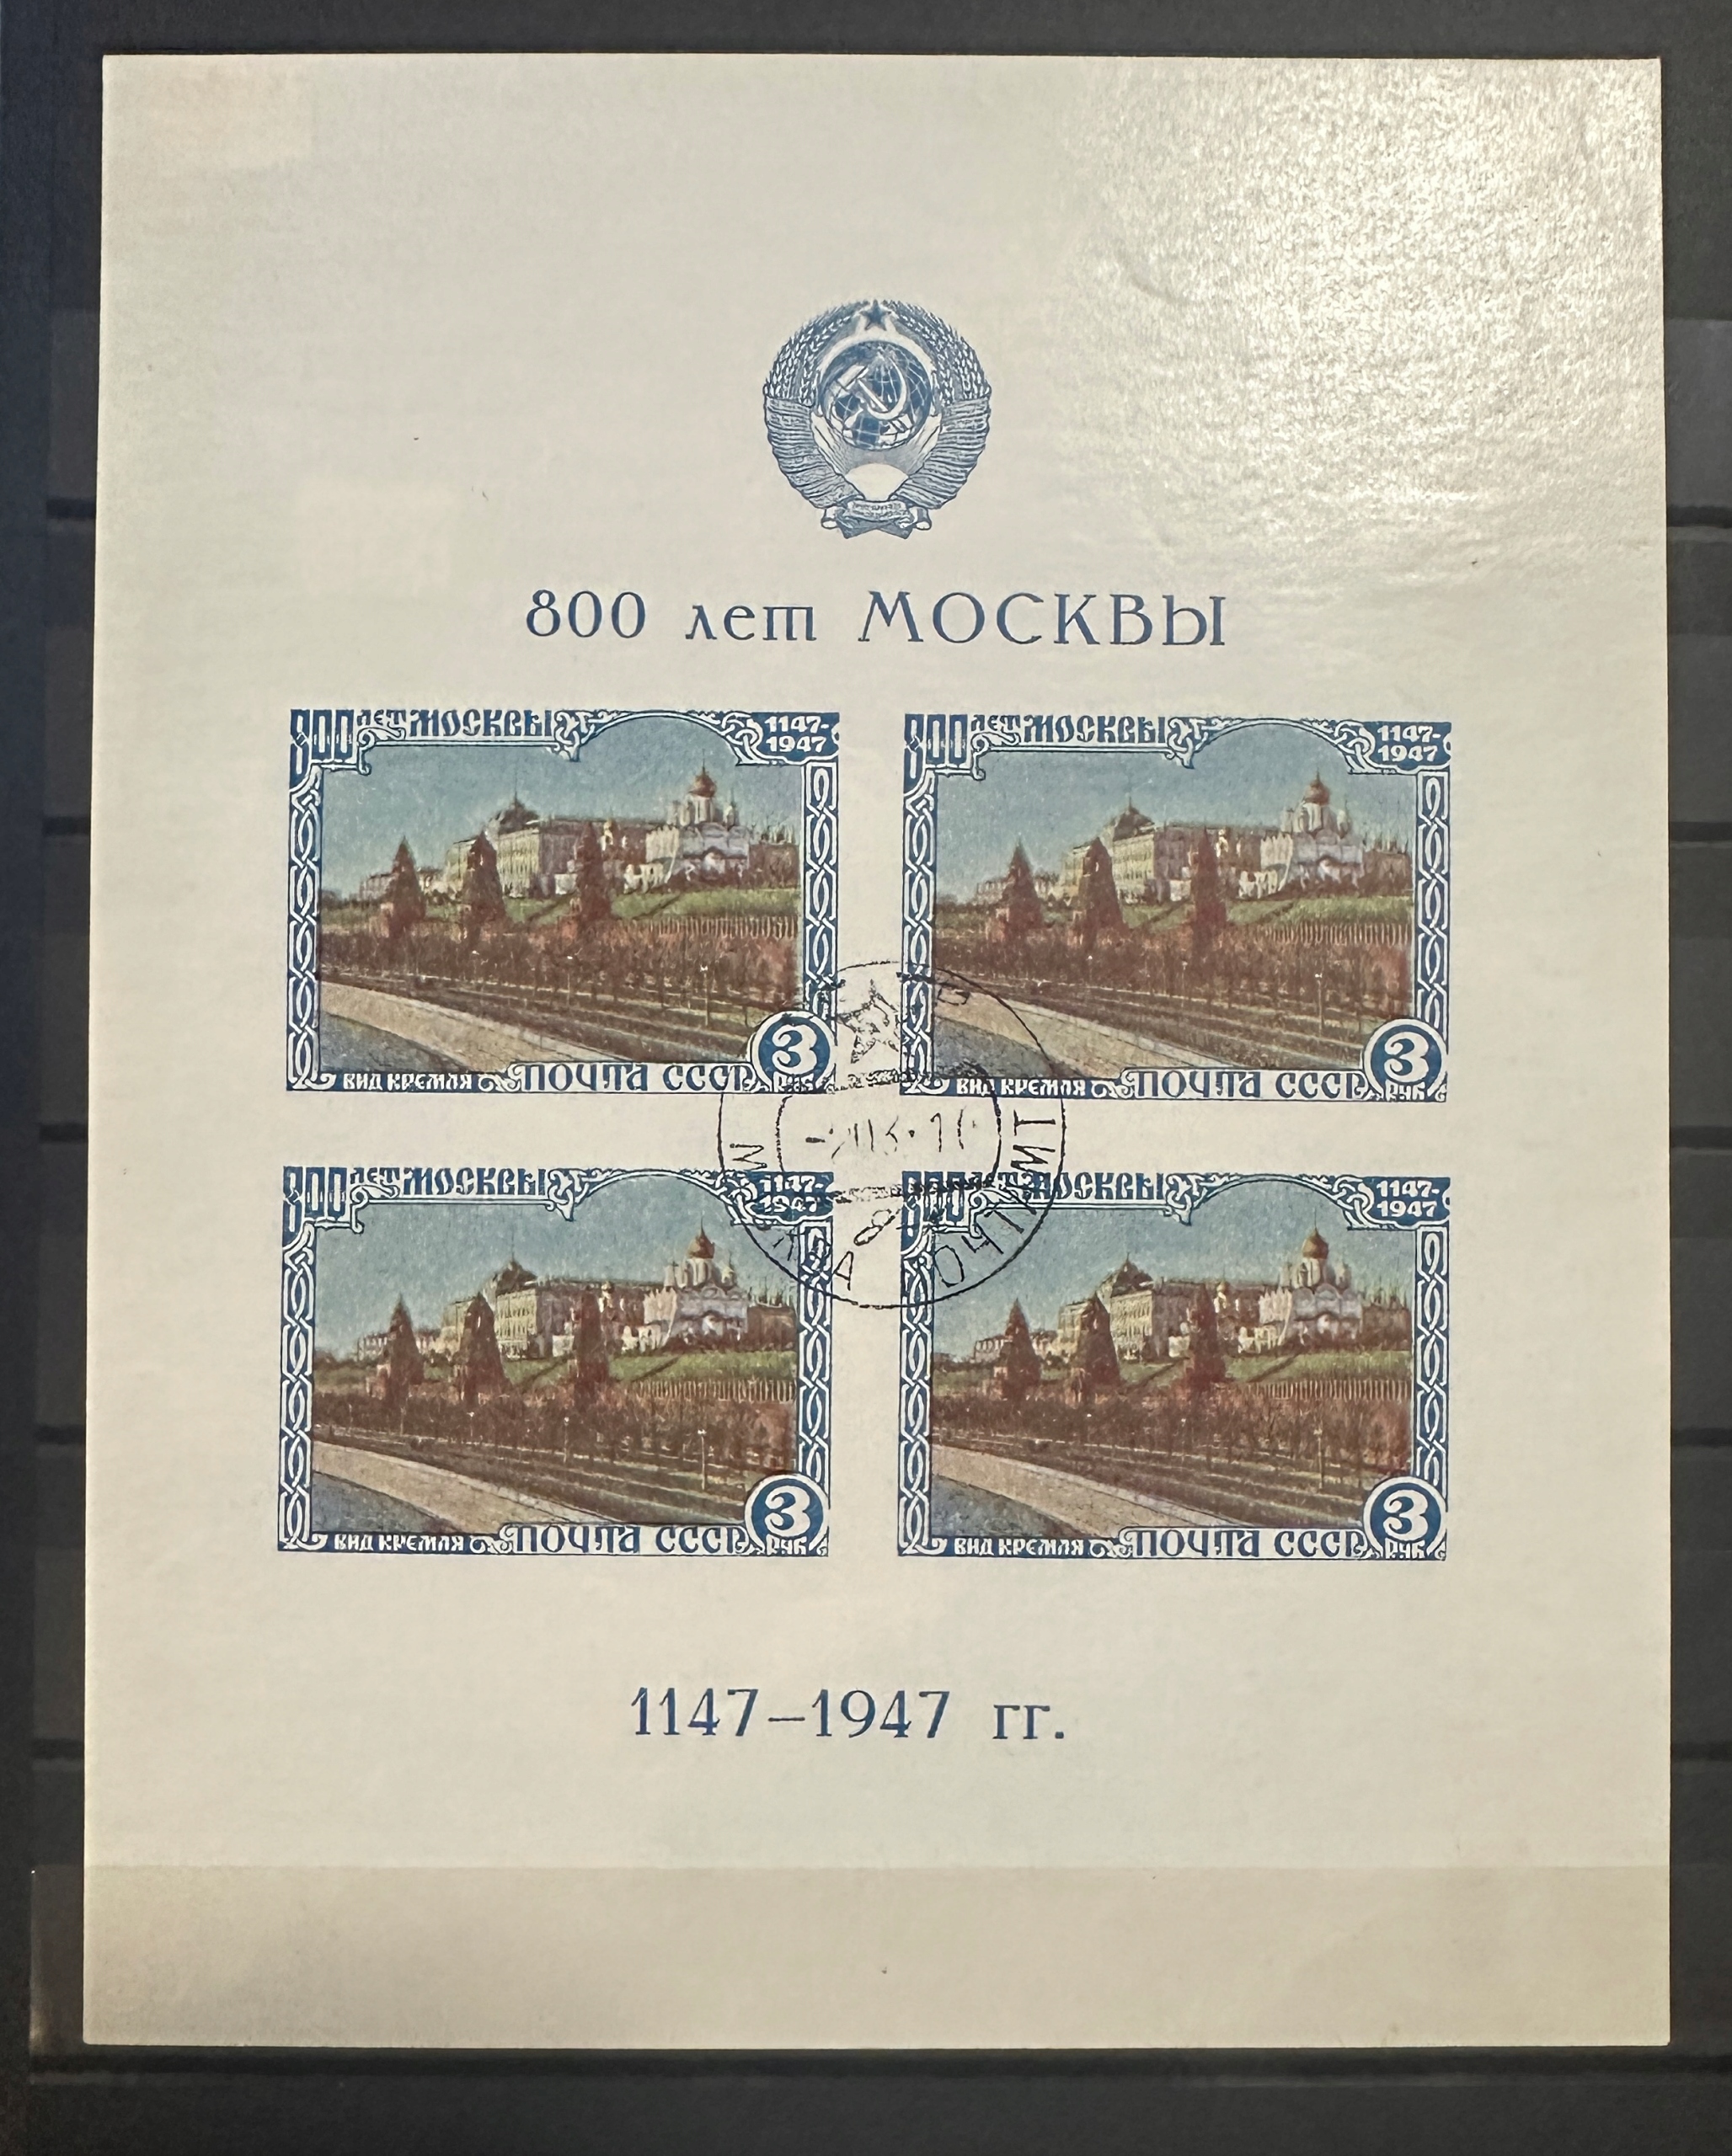 800 лет МОСКВЫ
800 ЛЕТ МОСКВЫ 1147-
1947
3
ВИД КРЕМЛЯ ПОЧТА СССР РУБ
800 ЛЕТ МОСКВЫ 1147-
1947
3
ВИД КРЕМЛЯ ПОЧТА СССР РУБ
800 ЛЕТ МОСКВЫ 1147-
1947
3
ВИД КРЕМЛЯ ПОЧТА СССР РУБ
800 ЛЕТ МОСКВЫ 1147-
1947
3
ВИД КРЕМЛЯ ПОЧТА СССР РУБ
1147–1947 гг.